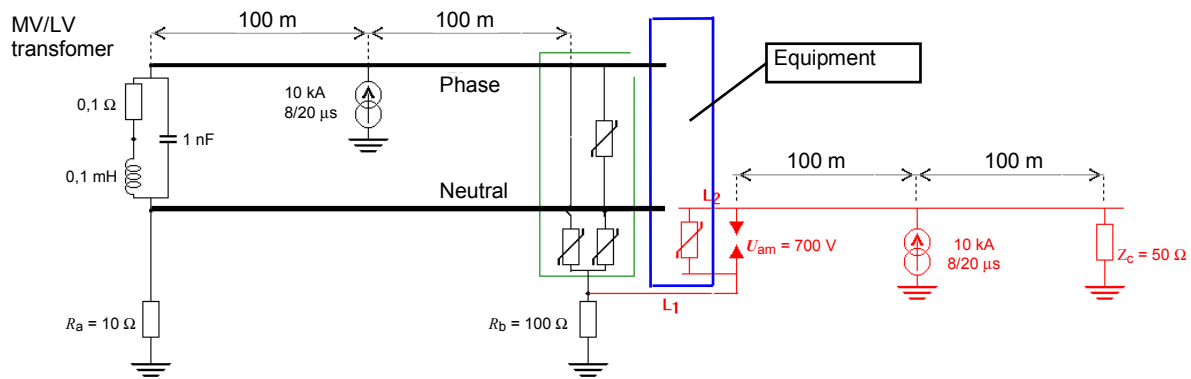 MV/LV
transfomer
100 m
100 m
Equipment
Phase
0,1 Ω
10 kA
8/20 μs
1 nF
0,1 mH
Neutral
100 m
100 m
L2
Uam = 700 V
10 kA
8/20 μs
Zc = 50 Ω
L1
Ra = 10 Ω
Rb = 100 Ω